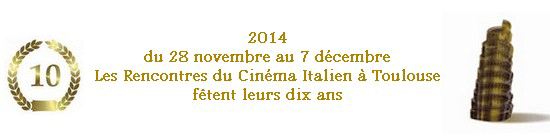 2014
du 28 novembre au 7 décembre
10
Les Rencontres du Cinéma Italien à Toulouse
fêtent leurs dix ans